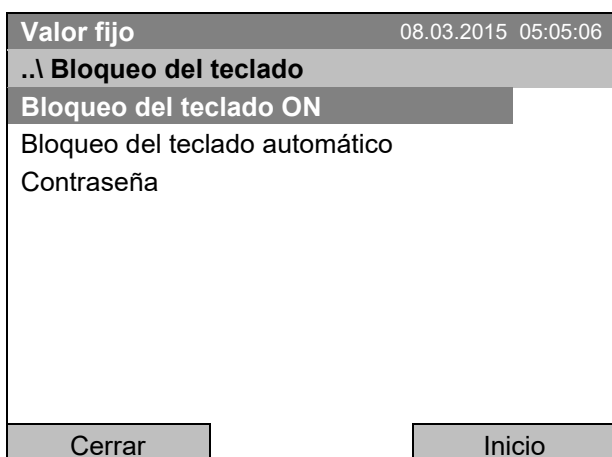 Valor fijo 08.03.2015 05:05:06
..\ Bloqueo del teclado
Bloqueo del teclado ON
Bloqueo del teclado automático
Contraseña
Cerrar Inicio